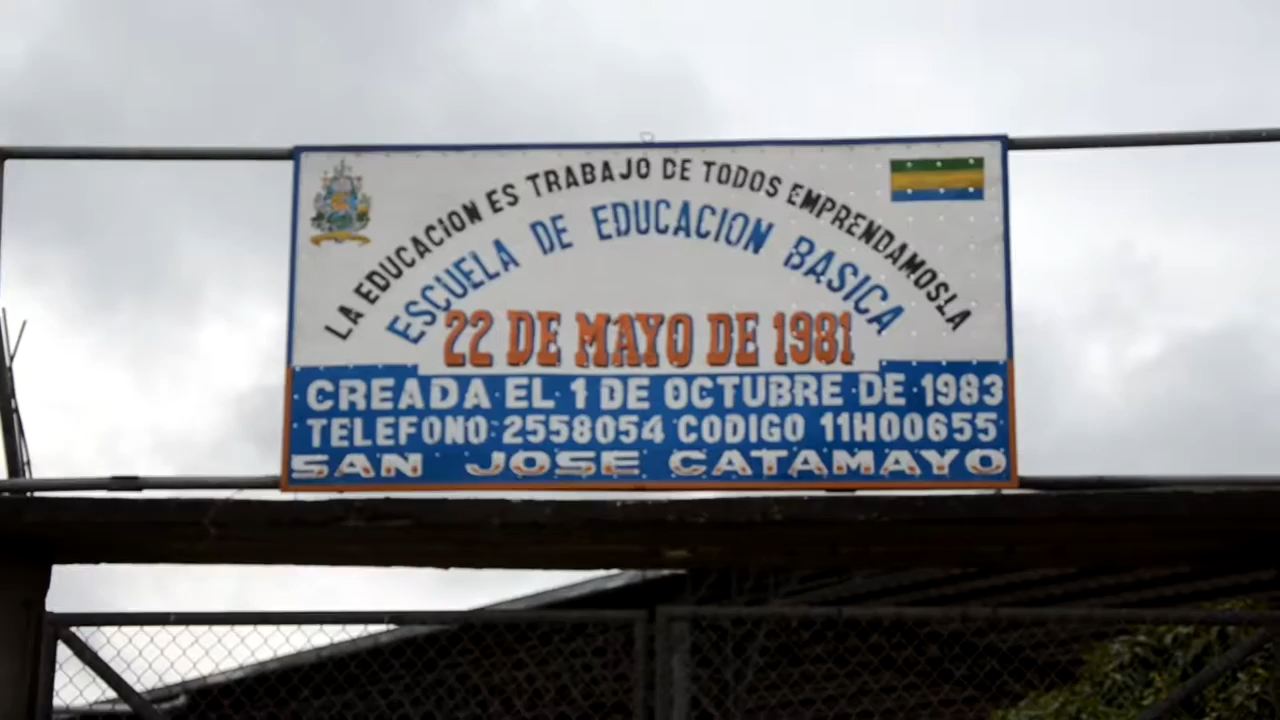 LA EDUCACION ES TRABAJO DE TODOS EMPRENDAMOSLA
ESCUELA DE EDUCACION BASICA
22 DE MAYO DE 1981
CREADA EL 1 DE OCTUBRE DE 1983
TELEFONO: 2558054 CODIGO 11H00655
SAN JOSE CATAMAYO